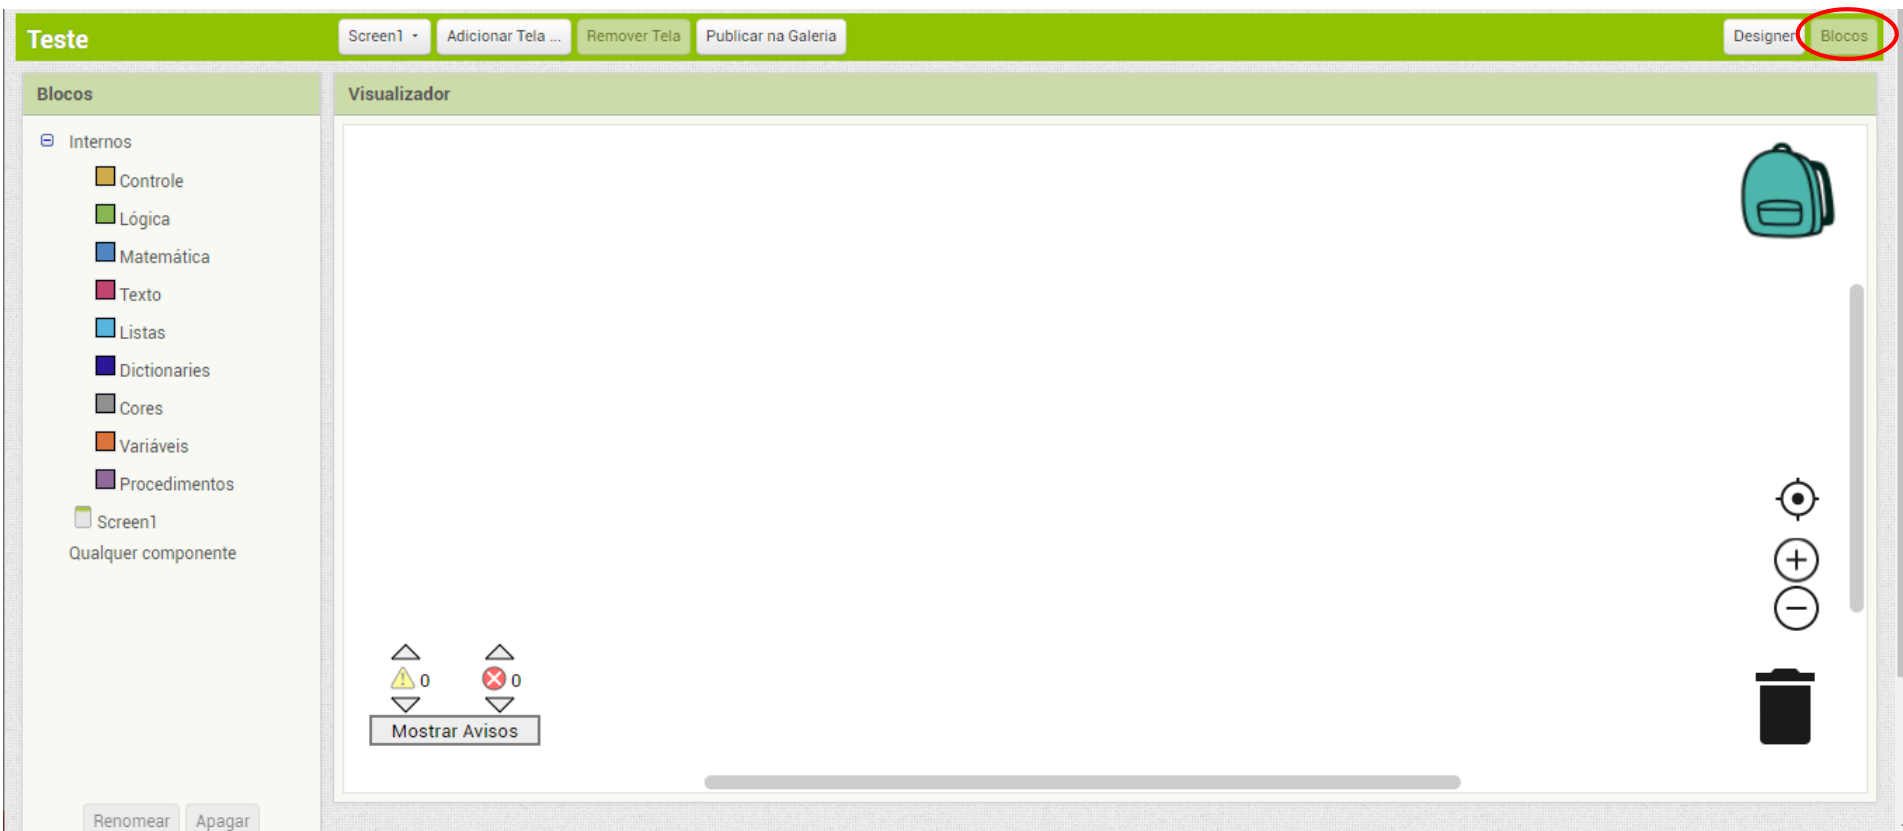 Teste
Screen1
Adicionar Tela ...
Remover Tela
Publicar na Galeria
Designer
Blocos
Blocos
Visualizador
Internos
Controle
Lógica
Matemática
Texto
Listas
Dictionaries
Cores
Variáveis
Procedimentos
Screen1
Qualquer componente
0
0
Mostrar Avisos
Renomear
Apagar